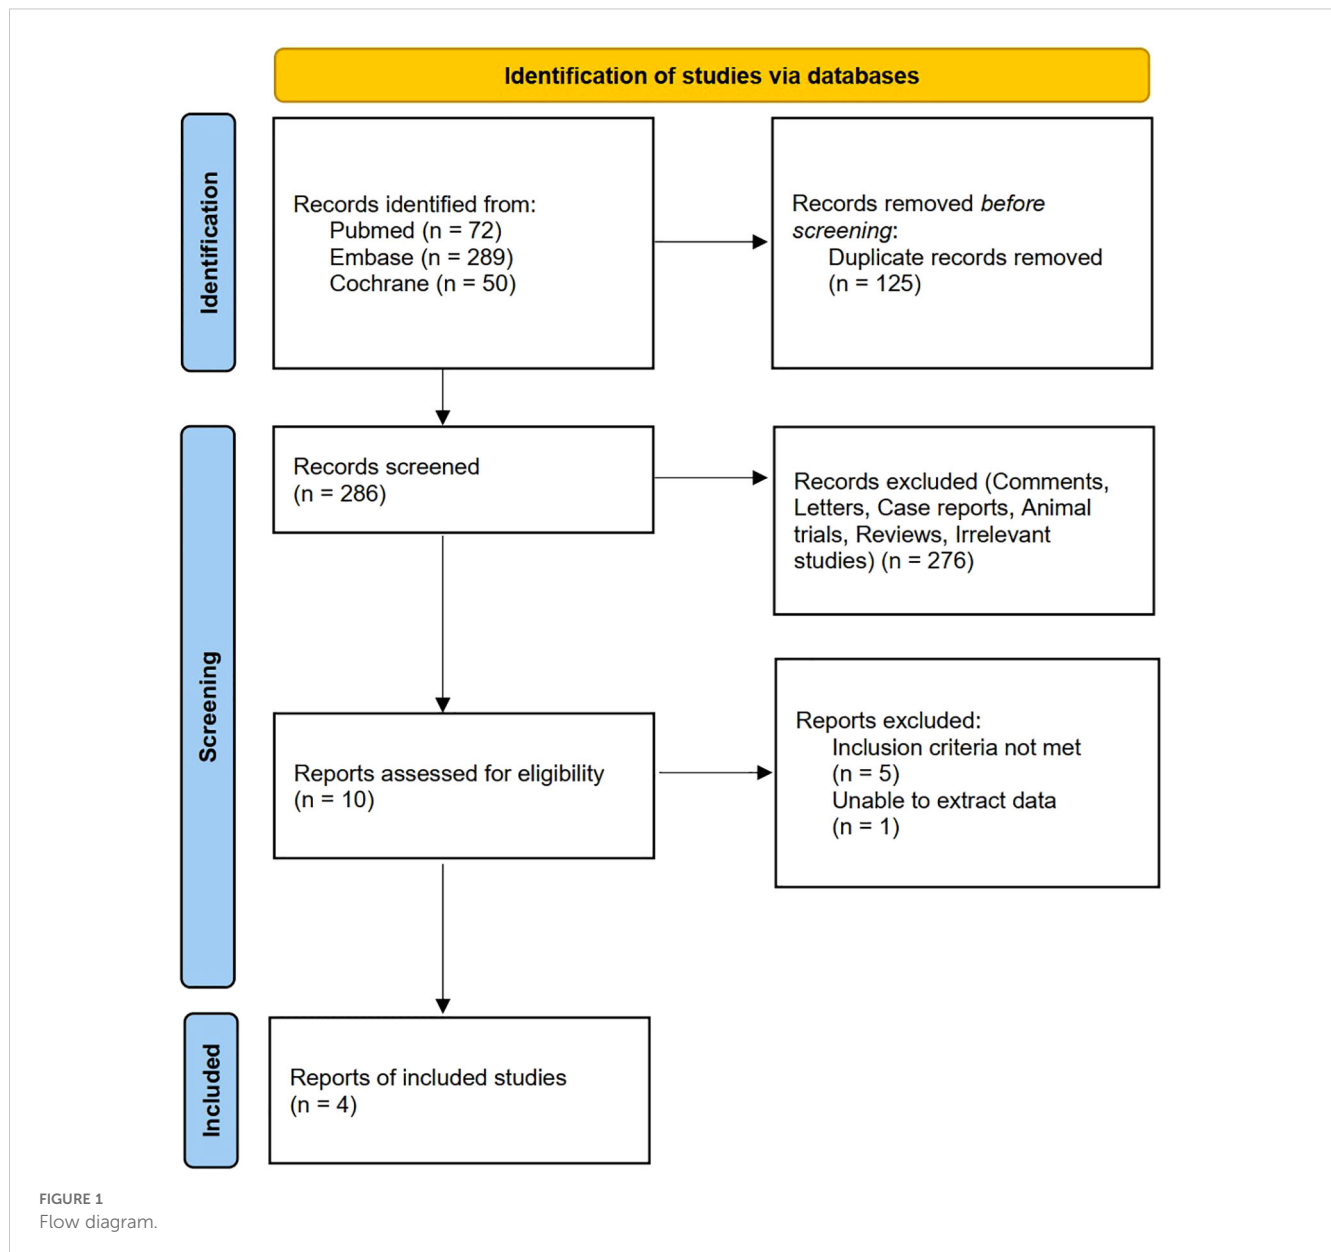 Identification of studies via databases
Identification
Records identified from:
Pubmed (n = 72)
Embase (n = 289)
Cochrane (n = 50)
Records removed before
screening:
Duplicate records removed
(n = 125)
Screening
Records screened
(n = 286)
Records excluded (Comments,
Letters, Case reports, Animal
trials, Reviews, Irrelevant
studies) (n = 276)
Reports assessed for eligibility
(n = 10)
Reports excluded:
Inclusion criteria not met
(n = 5)
Unable to extract data
(n = 1)
Included
Reports of included studies
(n = 4)
FIGURE 1
Flow diagram.